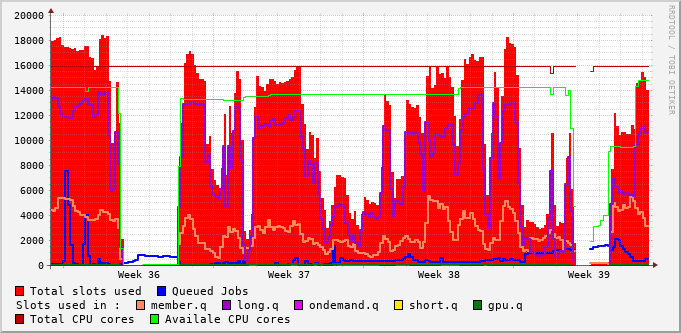 20000
18000
16000
14000
12000
10000
8000
6000
4000
2000
0
Week 36 Week 37 Week 38 Week 39
Total slots used Queued Jobs
Slots used in : member.q long.q ondemand.q short.q gpu.q
Total CPU cores Availale CPU cores
RRDTOOL / TOBI OETIKER